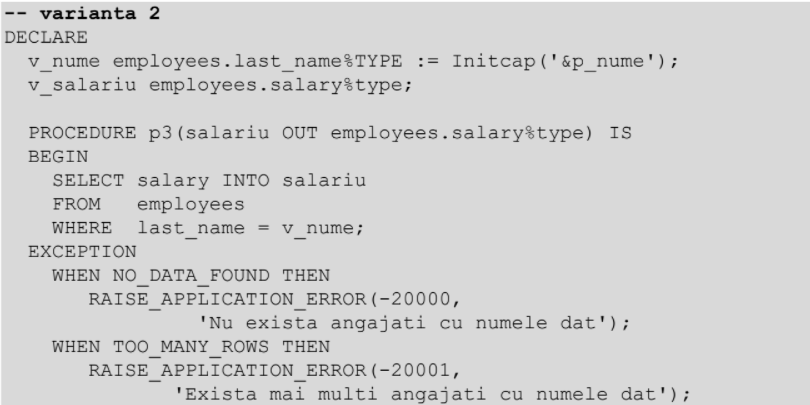 -- varianta 2
DECLARE
  v_nume employees.last_name%TYPE := Initcap('&p_nume');
  v_salariu employees.salary%type;

  PROCEDURE p3(salariu OUT employees.salary%type) IS
  BEGIN
    SELECT salary INTO salariu
    FROM   employees
    WHERE  last_name = v_nume;
  EXCEPTION
    WHEN NO_DATA_FOUND THEN
       RAISE_APPLICATION_ERROR(-20000,
                'Nu exista angajati cu numele dat');
    WHEN TOO_MANY_ROWS THEN
       RAISE_APPLICATION_ERROR(-20001,
              'Exista mai multi angajati cu numele dat');